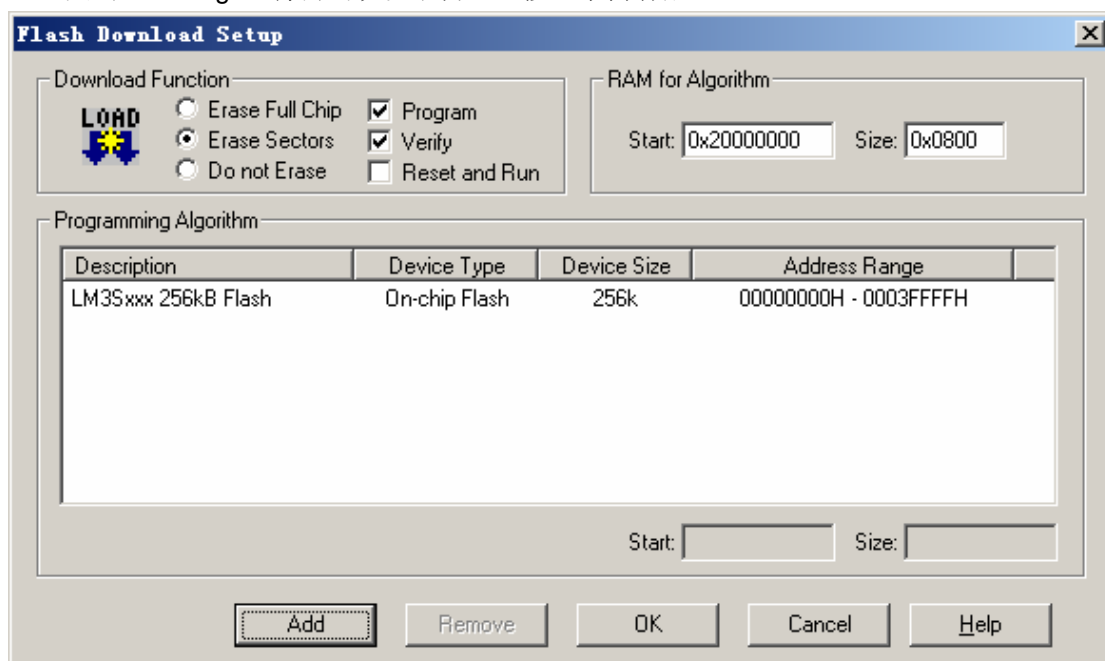 Flash Download Setup
Download Function
LOAD
Erase Full Chip
Erase Sectors
Do not Erase
Program
Verify
Reset and Run
RAM for Algorithm
Start: 0x20000000 Size: 0x0800
Programming Algorithm
Description Device Type Device Size Address Range
LM3Sxxx 256kB Flash On-chip Flash 256k 00000000H - 0003FFFFH
Start: Size:
Add Remove OK Cancel Help